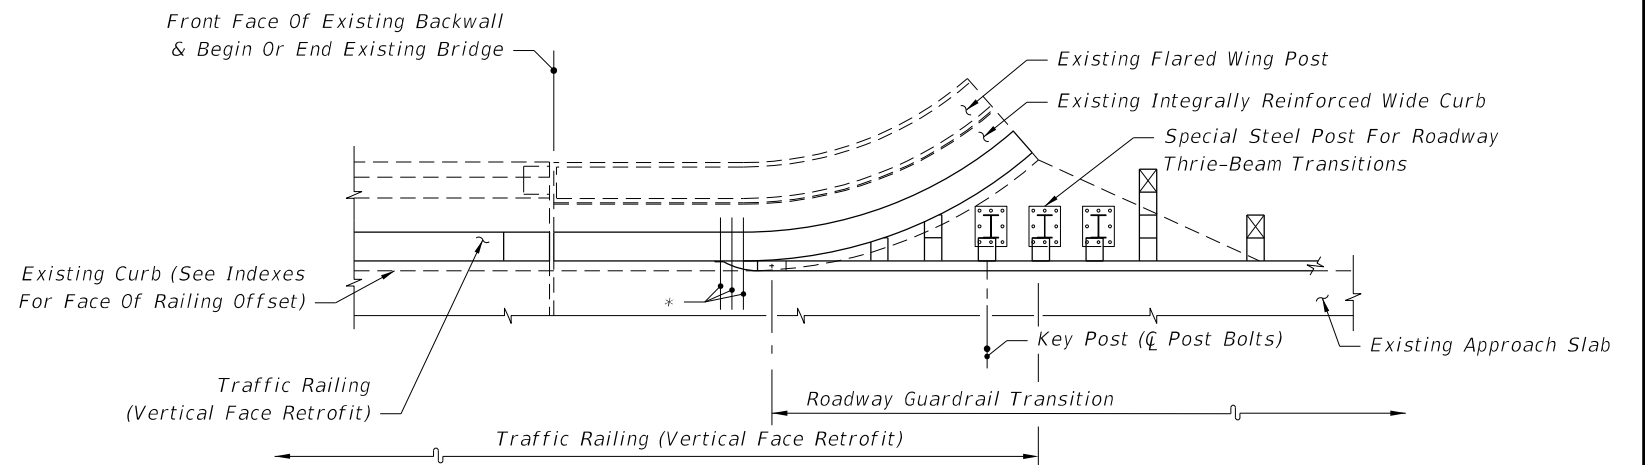 Front Face Of Existing Backwall
& Begin Or End Existing Bridge
Existing Flared Wing Post
Existing Integrally Reinforced Wide Curb
Special Steel Post For Roadway
Thrie-Beam Transitions
Existing Curb (See Indexes
For Face Of Railing Offset)
*
Key Post (℄ Post Bolts)
Existing Approach Slab
Traffic Railing
(Vertical Face Retrofit)
Roadway Guardrail Transition
Traffic Railing (Vertical Face Retrofit)